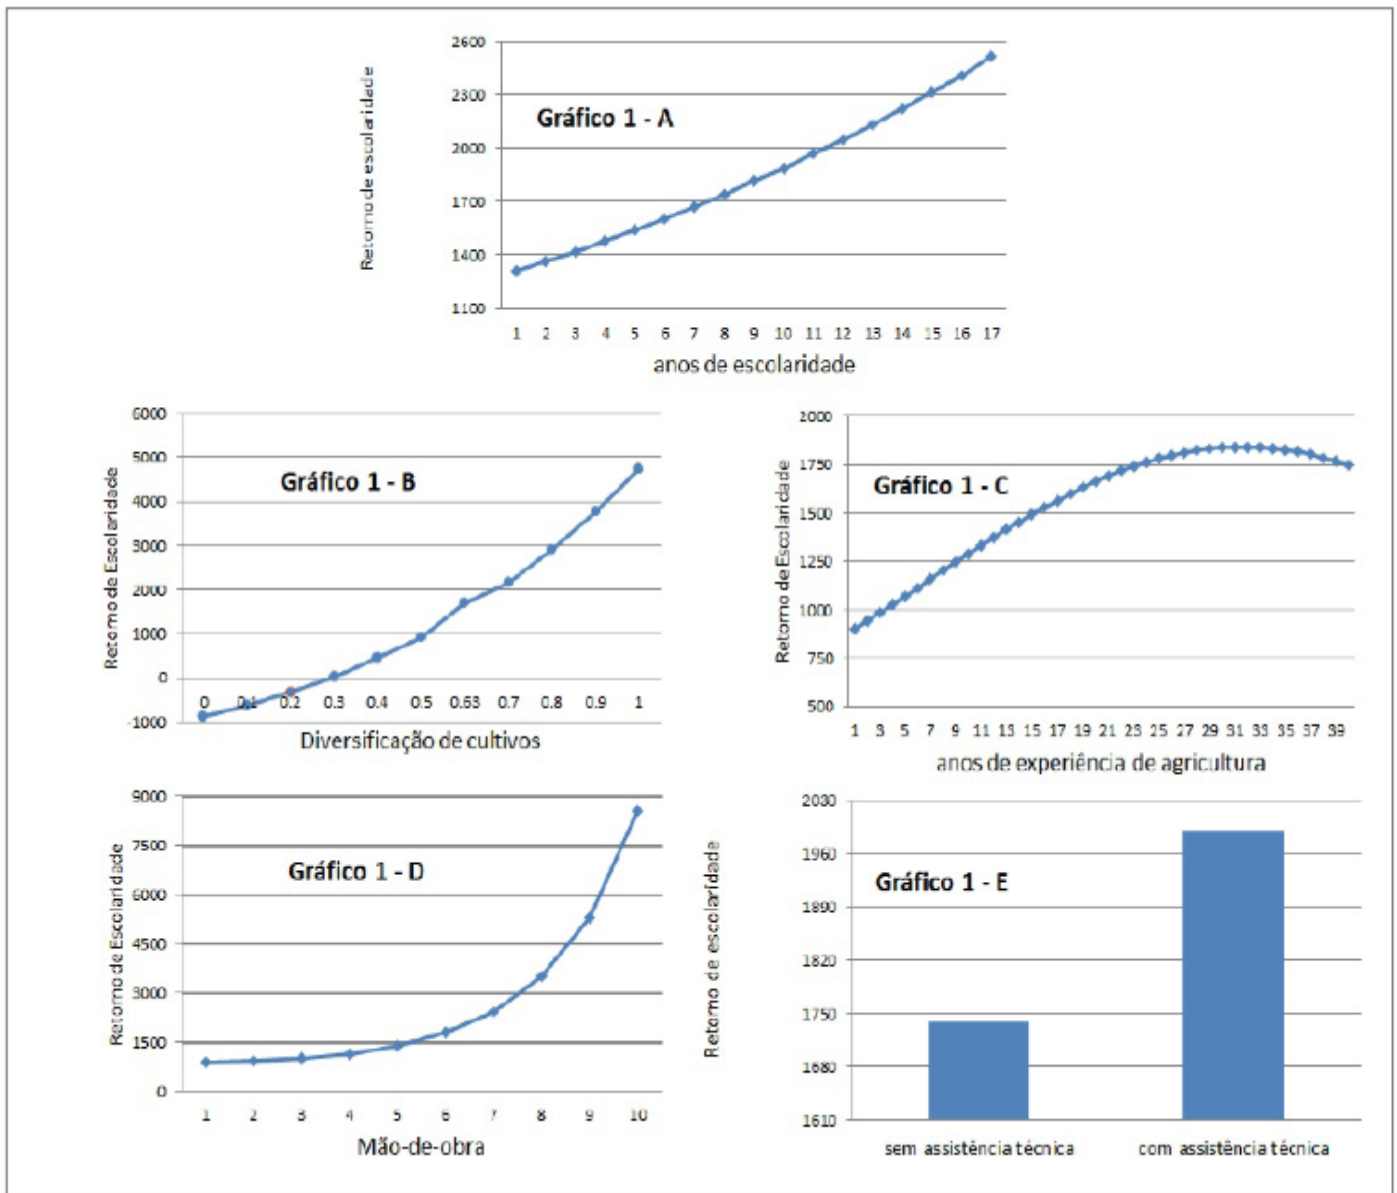 2600
2300
2000
1700
1400
1100
Retorno de escolaridade
Gráfico 1 - A
1 2 3 4 5 6 7 8 9 10 11 12 13 14 15 16 17
anos de escolaridade
6000
5000
4000
3000
2000
1000
0
-1000
Retorno de Escolaridade
Gráfico 1 - B
0 0.1 0.2 0.3 0.4 0.5 0.63 0.7 0.8 0.9 1
Diversificação de cultivos
2000
1750
1500
1250
1000
750
500
Retorno de Escolaridade
Gráfico 1 - C
1 3 5 7 9 11 13 15 17 19 21 23 25 27 29 31 33 35 37 39
anos de experiência de agricultura
9000
7500
6000
4500
3000
1500
0
Retorno de Escolaridade
Gráfico 1 - D
1 2 3 4 5 6 7 8 9 10
Mão-de-obra
2030
1960
1890
1820
1750
1680
1610
Retorno de escolaridade
Gráfico 1 - E
sem assistência técnica com assistência técnica